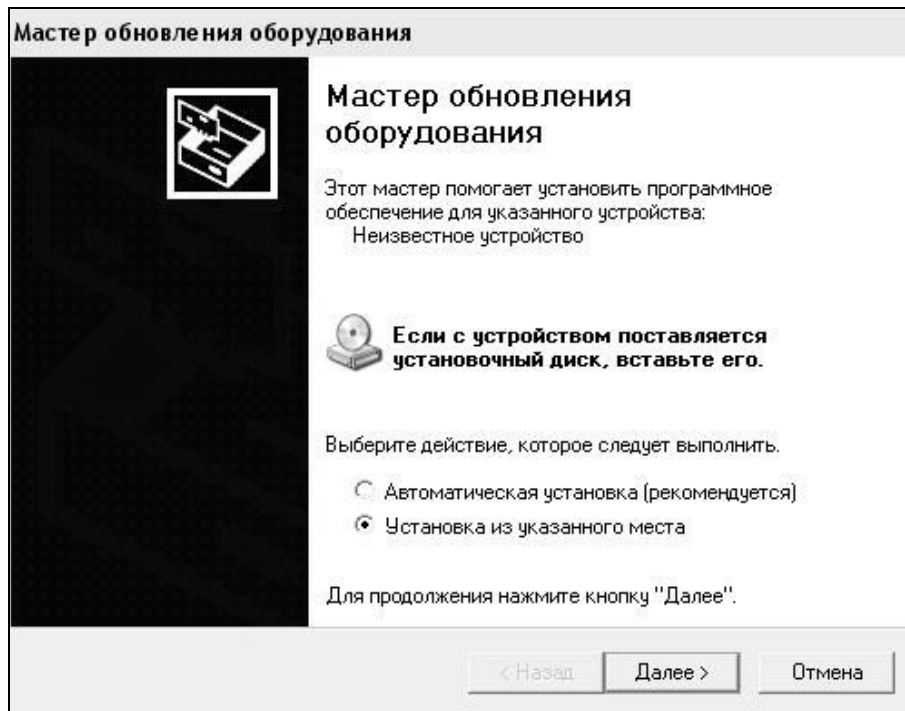 Мастер обновления оборудования
Мастер обновления
оборудования
Этот мастер помогает установить программное
обеспечение для указанного устройства:
Неизвестное устройство
Если с устройством поставляется
установочный диск, вставьте его.
Выберите действие, которое следует выполнить.
Автоматическая установка (рекомендуется)
Установка из указанного места
Для продолжения нажмите кнопку "Далее".
< Назад
Далее >
Отмена